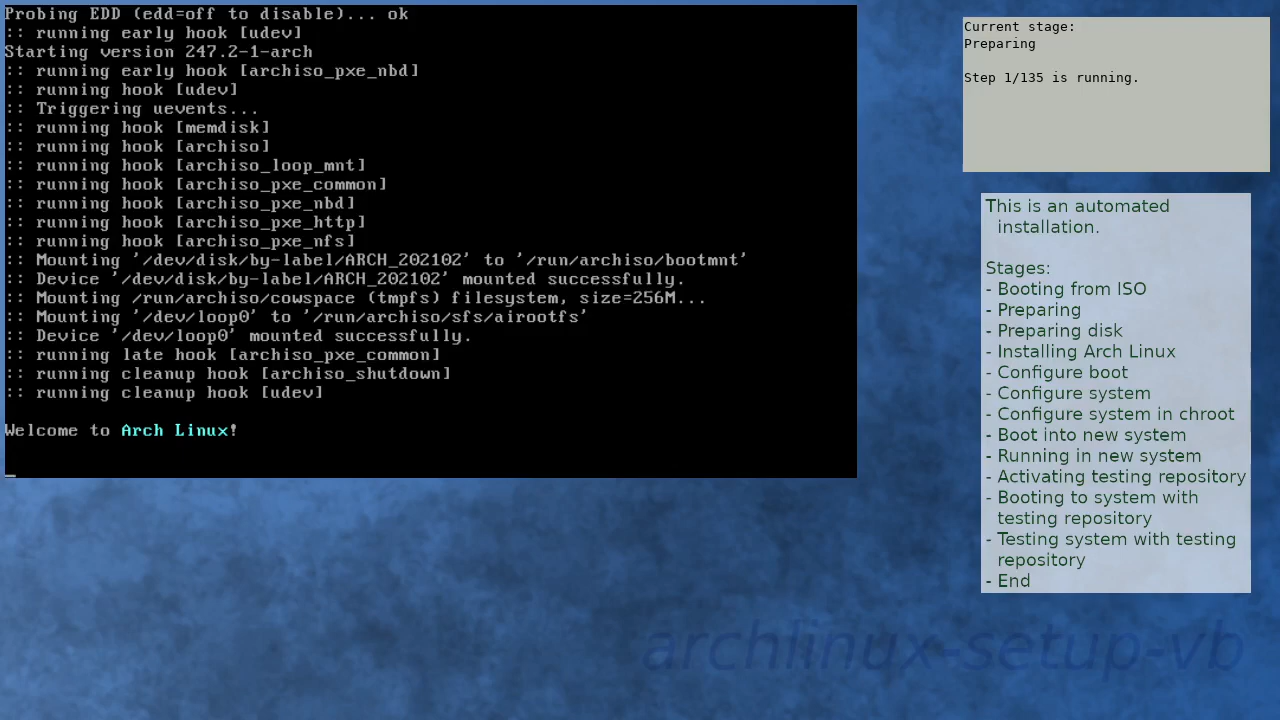 Probing EDD (edd=off to disable)... ok
:: running early hook [udev]
Starting version 247.2-1-arch
:: running early hook [archiso_pxe_nbd]
:: running hook [udev]
:: Triggering uevents...
:: running hook [memdisk]
:: running hook [archiso]
:: running hook [archiso_loop_mnt]
:: running hook [archiso_pxe_common]
:: running hook [archiso_pxe_nbd]
:: running hook [archiso_pxe_http]
:: running hook [archiso_pxe_nfs]
:: Mounting '/dev/disk/by-label/ARCH_202102' to '/run/archiso/bootmnt'
:: Device '/dev/disk/by-label/ARCH_202102' mounted successfully.
:: Mounting /run/archiso/cowspace (tmpfs) filesystem, size=256M...
:: Mounting '/dev/loop0' to '/run/archiso/sfs/airootfs'
:: Device '/dev/loop0' mounted successfully.
:: running late hook [archiso_pxe_common]
:: running cleanup hook [archiso_shutdown]
:: running cleanup hook [udev]
Welcome to Arch Linux!
Current stage:
Preparing
Step 1/135 is running.
This is an automated
installation.
Stages:
- Booting from ISO
- Preparing
- Preparing disk
- Installing Arch Linux
- Configure boot
- Configure system
- Configure system in chroot
- Boot into new system
- Running in new system
- Activating testing repository
- Booting to system with
testing repository
- Testing system with testing
repository
- End
archlinux-setup-vb